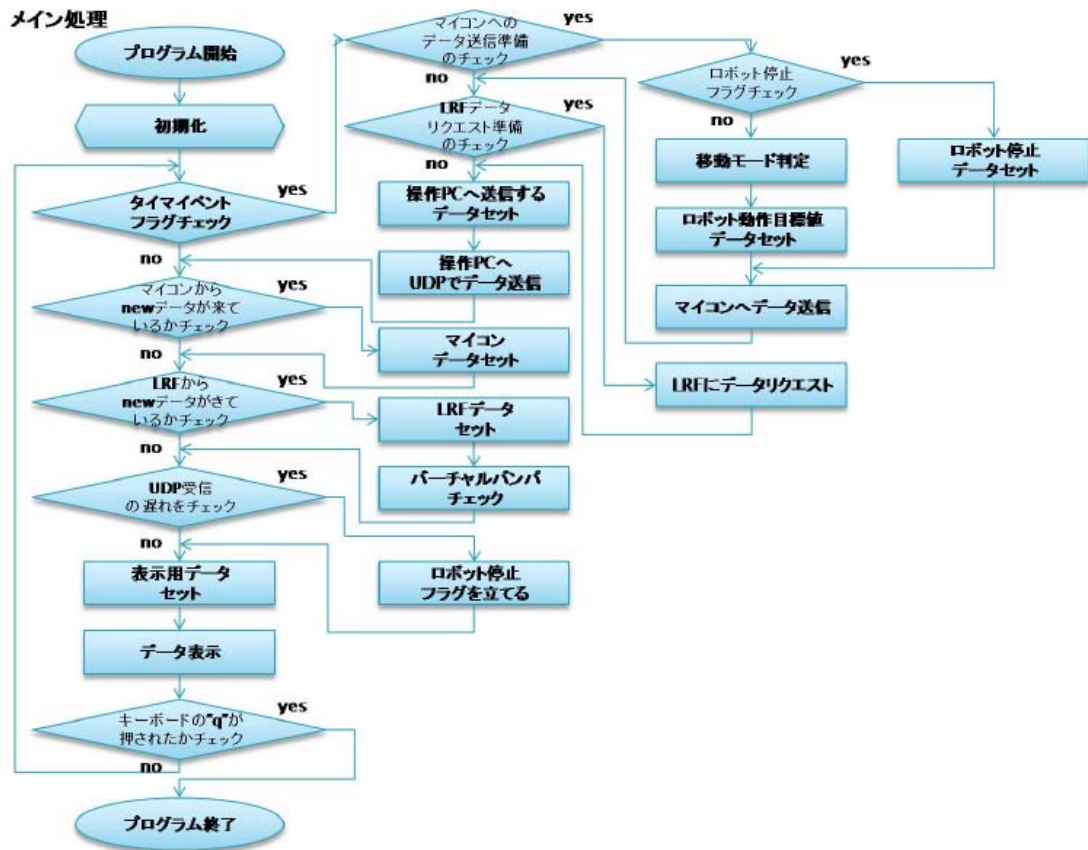 メイン処理
プログラム開始
初期化
タイマイベント
フラグチェック
yes
no
マイコンから
newデータが来て
いるかチェック
yes
no
LRFから
newデータがきて
いるかチェック
yes
no
UDP受信
の遅れをチェック
yes
no
表示用データ
セット
データ表示
キーボードの"q"が
押されたかチェック
yes
no
プログラム終了
マイコンへの
データ送信準備
のチェック
yes
no
LRFデータ
リクエスト準備
のチェック
yes
no
操作PCへ送信する
データセット
操作PCへ
UDPでデータ送信
マイコン
データセット
LRFデータ
セット
バーチャルバンパ
チェック
ロボット停止
フラグを立てる
ロボット停止
フラグチェック
yes
no
移動モード判定
ロボット動作目標値
データセット
マイコンへデータ送信
LRFにデータリクエスト
ロボット停止
データセット